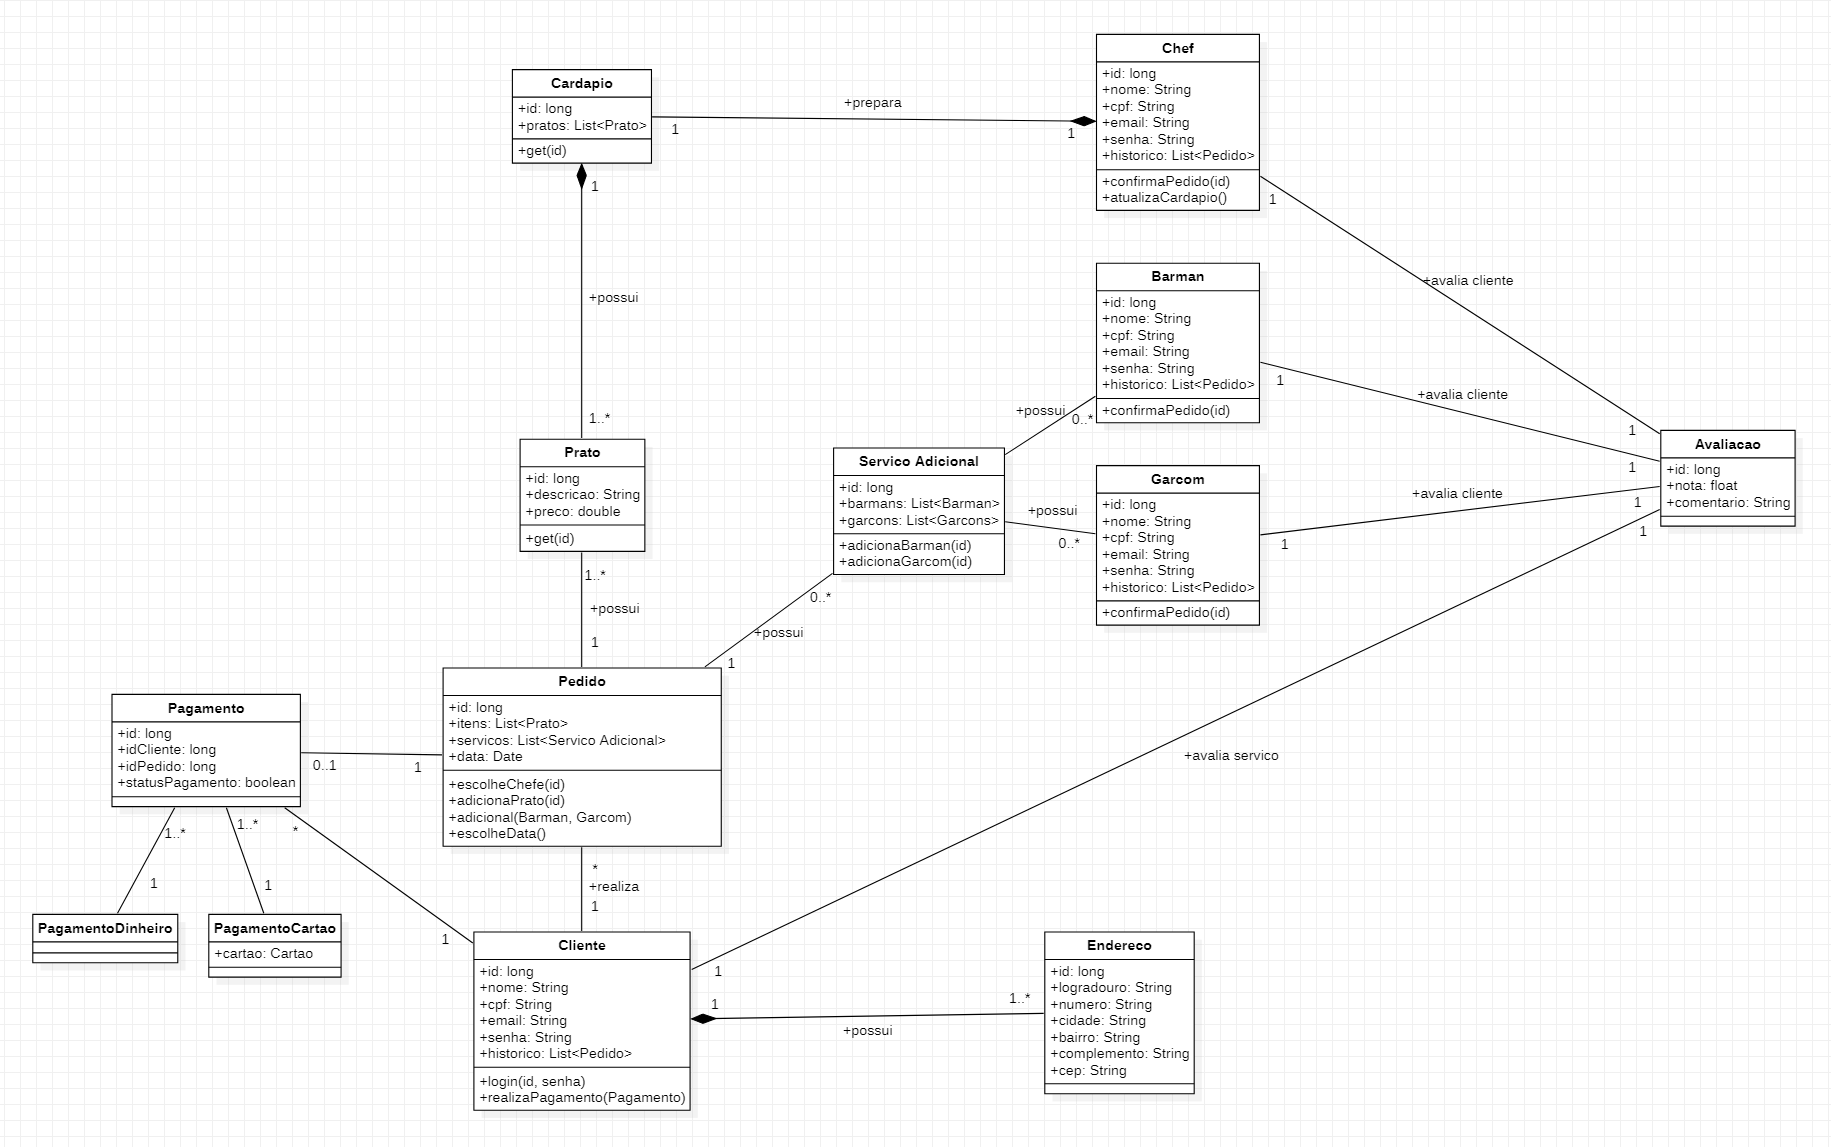 Chef
+id: long
+nome: String
+cpf: String
+email: String
+senha: String
+historico: List<Pedido>
+confirmaPedido(id)
+atualizaCardapio()
Cardapio
+id: long
+pratos: List<Prato>
+get(id)
+prepara
1
1
1
+possui
1..*
1
+avalia cliente
1
Barman
+id: long
+nome: String
+cpf: String
+email: String
+senha: String
+historico: List<Pedido>
+confirmaPedido(id)
1
+avalia cliente
1
+possui
0..*
Prato
+id: long
+descricao: String
+preco: double
+get(id)
Servico Adicional
+id: long
+barmans: List<Barman>
+garcons: List<Garcons>
+adicionaBarman(id)
+adicionaGarcom(id)
+possui
0..*
Garcom
+id: long
+nome: String
+cpf: String
+email: String
+senha: String
+historico: List<Pedido>
+confirmaPedido(id)
1
+avalia cliente
1
Avaliacao
+id: long
+nota: float
+comentario: String
1
1..*
+possui
1
0..*
+possui
1
Pedido
+id: long
+itens: List<Prato>
+servicos: List<Servico Adicional>
+data: Date
+escolheChefe(id)
+adicionaPrato(id)
+adicional(Barman, Garcom)
+escolheData()
Pagamento
+id: long
+idCliente: long
+idPedido: long
+statusPagamento: boolean
0..1
1
+avalia servico
1..*
1..*
*
1
1
1
*
+realiza
1
PagamentoDinheiro
PagamentoCartao
+cartao: Cartao
Cliente
+id: long
+nome: String
+cpf: String
+email: String
+senha: String
+historico: List<Pedido>
+login(id, senha)
+realizaPagamento(Pagamento)
1
1
+possui
1..*
Endereco
+id: long
+logradouro: String
+numero: String
+cidade: String
+bairro: String
+complemento: String
+cep: String